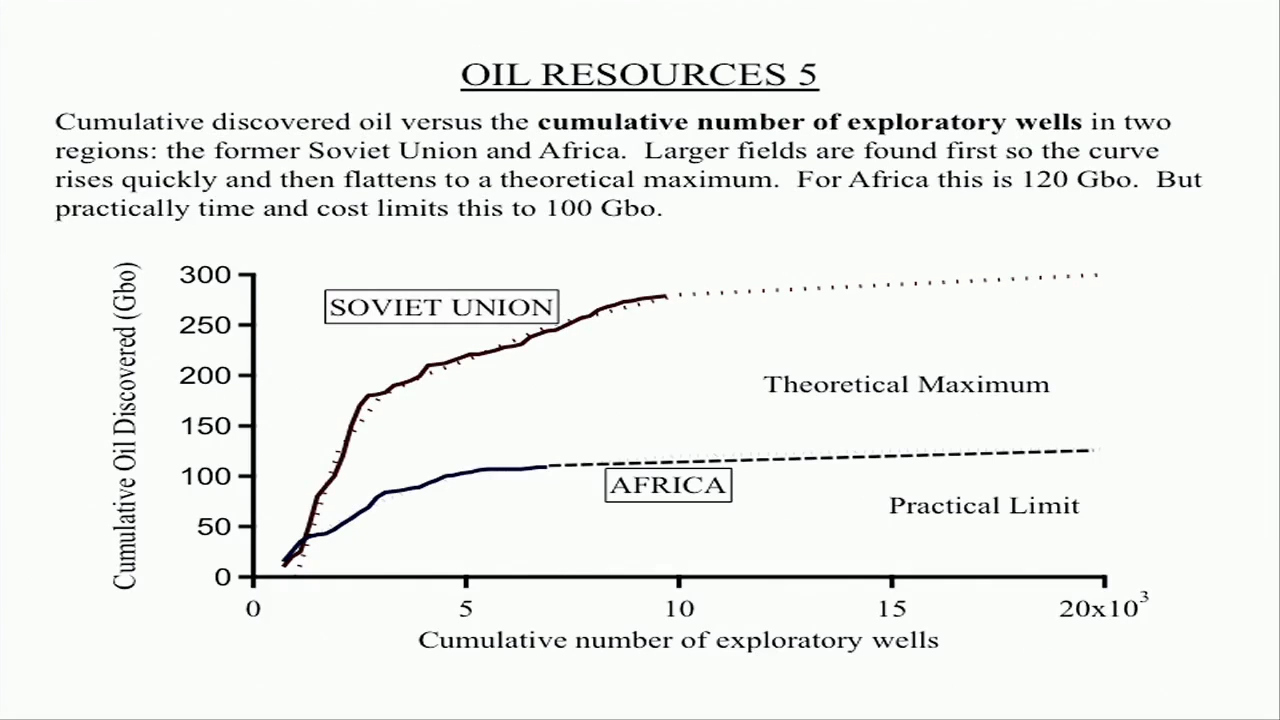 OIL RESOURCES 5
Cumulative discovered oil versus the cumulative number of exploratory wells in two
regions: the former Soviet Union and Africa. Larger fields are found first so the curve
rises quickly and then flattens to a theoretical maximum. For Africa this is 120 Gbo. But
practically time and cost limits this to 100 Gbo.
Cumulative Oil Discovered (Gbo)
300
250
200
150
100
50
0
SOVIET UNION
Theoretical Maximum
AFRICA
Practical Limit
0 5 10 15 20x10³
Cumulative number of exploratory wells